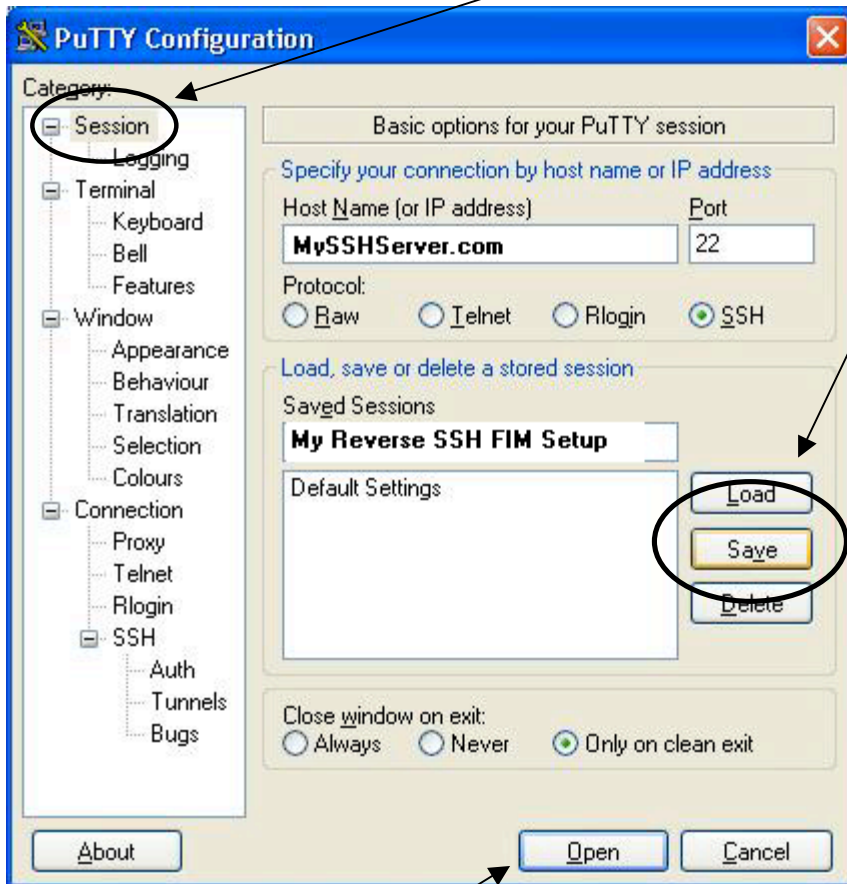 PuTTY Configuration
Category:
Session
Logging
Terminal
Keyboard
Bell
Features
Window
Appearance
Behaviour
Translation
Selection
Colours
Connection
Proxy
Telnet
Rlogin
SSH
Auth
Tunnels
Bugs
Basic options for your PuTTY session
Specify your connection by host name or IP address
Host Name (or IP address) Port
MySSHServer.com 22
Protocol:
Raw Telnet Rlogin SSH
Load, save or delete a stored session
Saved Sessions
My Reverse SSH FIM Setup
Default Settings
Load
Save
Delete
Close window on exit:
Always Never Only on clean exit
About Open Cancel